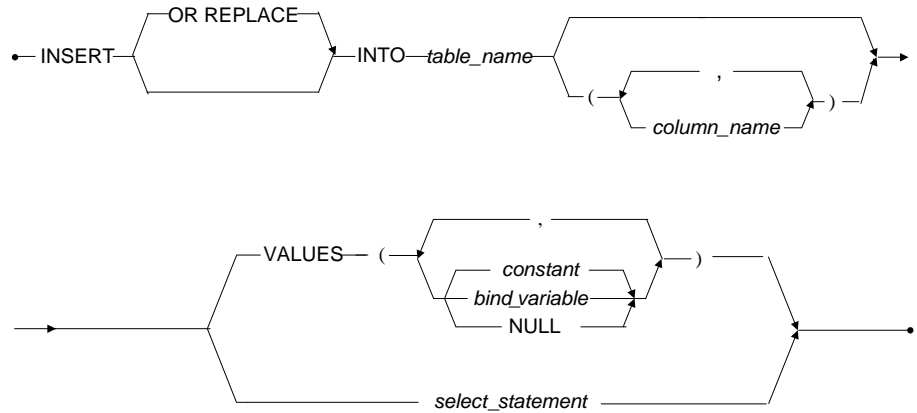 OR REPLACE
INSERT INTO table_name
( , )
column_name
VALUES ( , )
constant
bind_variable
NULL
select_statement